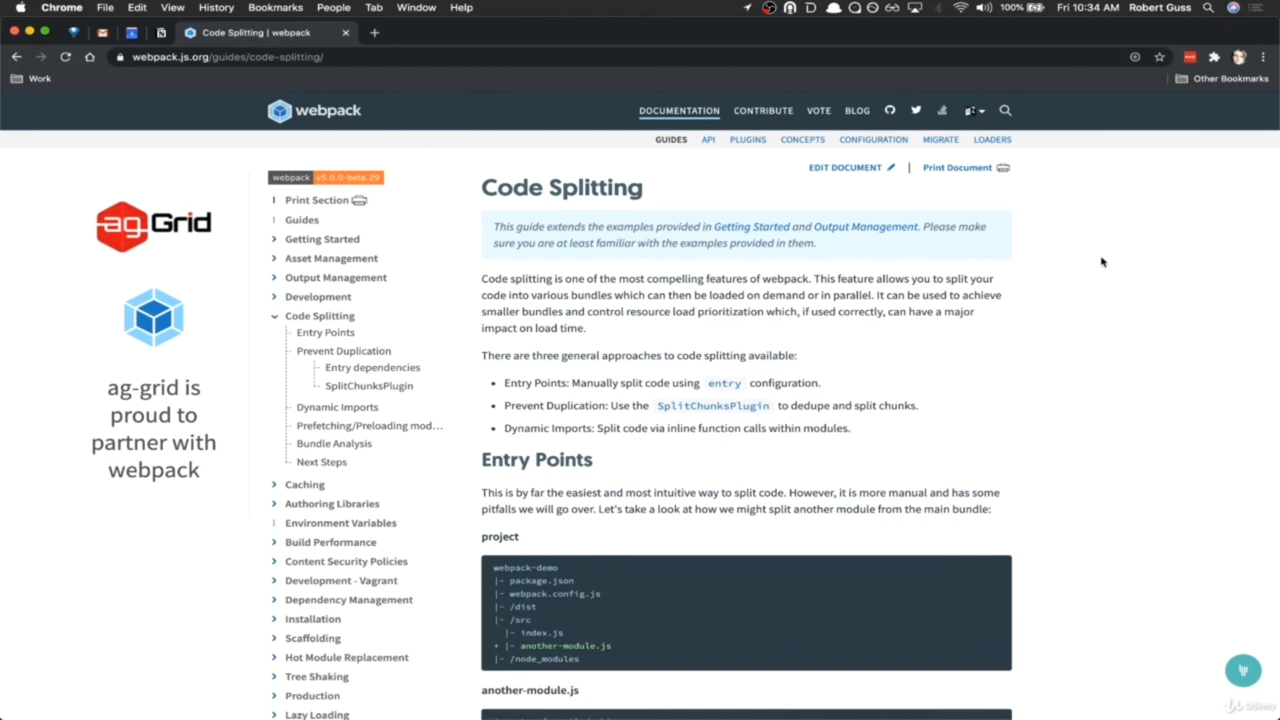 Chrome File Edit View History Bookmarks People Tab Window Help 100% Fri 10:34 AM Robert Guss
Code Splitting | webpack
webpack.js.org/guides/code-splitting/
Work Other Bookmarks
webpack DOCUMENTATION CONTRIBUTE VOTE BLOG
GUIDES API PLUGINS CONCEPTS CONFIGURATION MIGRATE LOADERS
EDIT DOCUMENT | Print Document
ag-Grid
ag-grid is
proud to
partner with
webpack
webpack v5.0.0-beta.29
Print Section
Guides
Getting Started
Asset Management
Output Management
Development
Code Splitting
Entry Points
Prevent Duplication
Entry dependencies
SplitChunksPlugin
Dynamic Imports
Prefetching/Preloading mod...
Bundle Analysis
Next Steps
Caching
Authoring Libraries
Environment Variables
Build Performance
Content Security Policies
Development - Vagrant
Dependency Management
Installation
Scaffolding
Hot Module Replacement
Tree Shaking
Production
Lazy Loading
Code Splitting
This guide extends the examples provided in Getting Started and Output Management. Please make
sure you are at least familiar with the examples provided in them.
Code splitting is one of the most compelling features of webpack. This feature allows you to split your
code into various bundles which can then be loaded on demand or in parallel. It can be used to achieve
smaller bundles and control resource load prioritization which, if used correctly, can have a major
impact on load time.
There are three general approaches to code splitting available:
• Entry Points: Manually split code using entry configuration.
• Prevent Duplication: Use the SplitChunksPlugin to dedupe and split chunks.
• Dynamic Imports: Split code via inline function calls within modules.
Entry Points
This is by far the easiest and most intuitive way to split code. However, it is more manual and has some
pitfalls we will go over. Let's take a look at how we might split another module from the main bundle:
project
webpack-demo
|- package.json
|- webpack.config.js
|- /dist
|- /src
|- index.js
+ |- another-module.js
|- /node_modules
another-module.js
Udemy